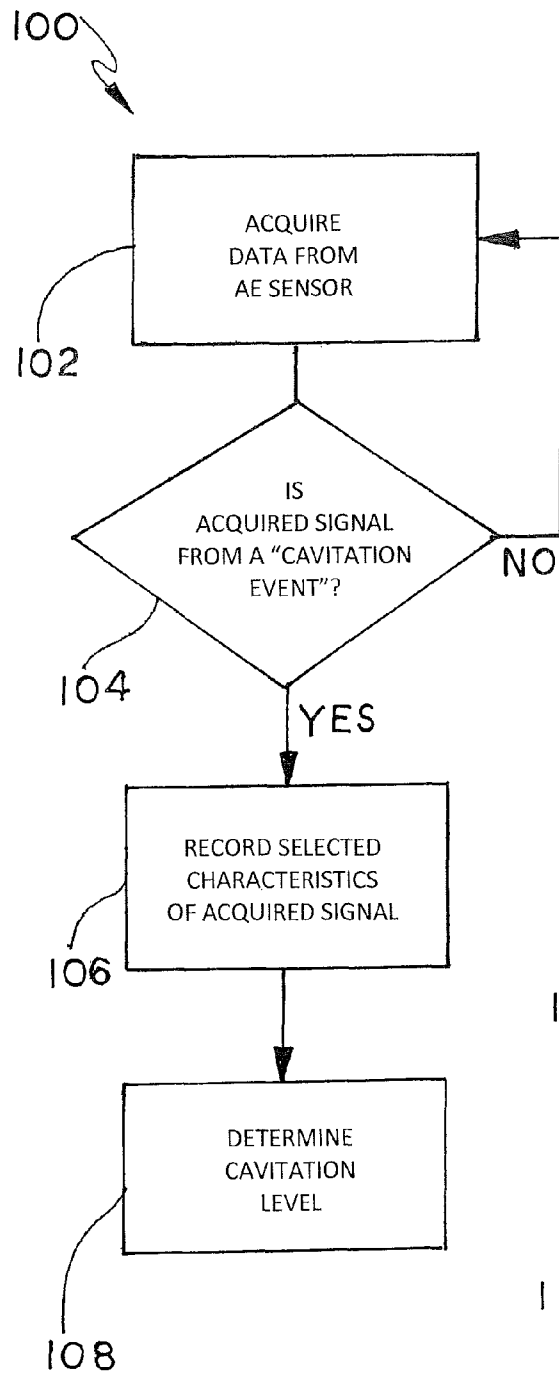 100
ACQUIRE
DATA FROM
AE SENSOR
102
IS
ACQUIRED SIGNAL
FROM A "CAVITATION
EVENT"?
NO
104
YES
RECORD SELECTED
CHARACTERISTICS
OF ACQUIRED SIGNAL
106
DETERMINE
CAVITATION
LEVEL
108